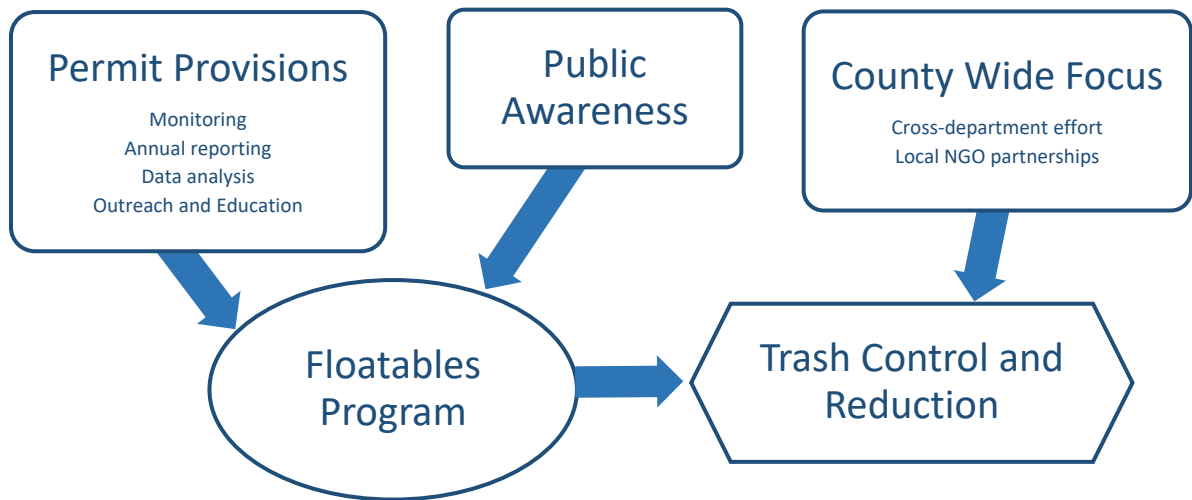 Permit Provisions
Monitoring
Annual reporting
Data analysis
Outreach and Education
Public
Awareness
County Wide Focus
Cross-department effort
Local NGO partnerships
Floatables
Program
Trash Control and
Reduction